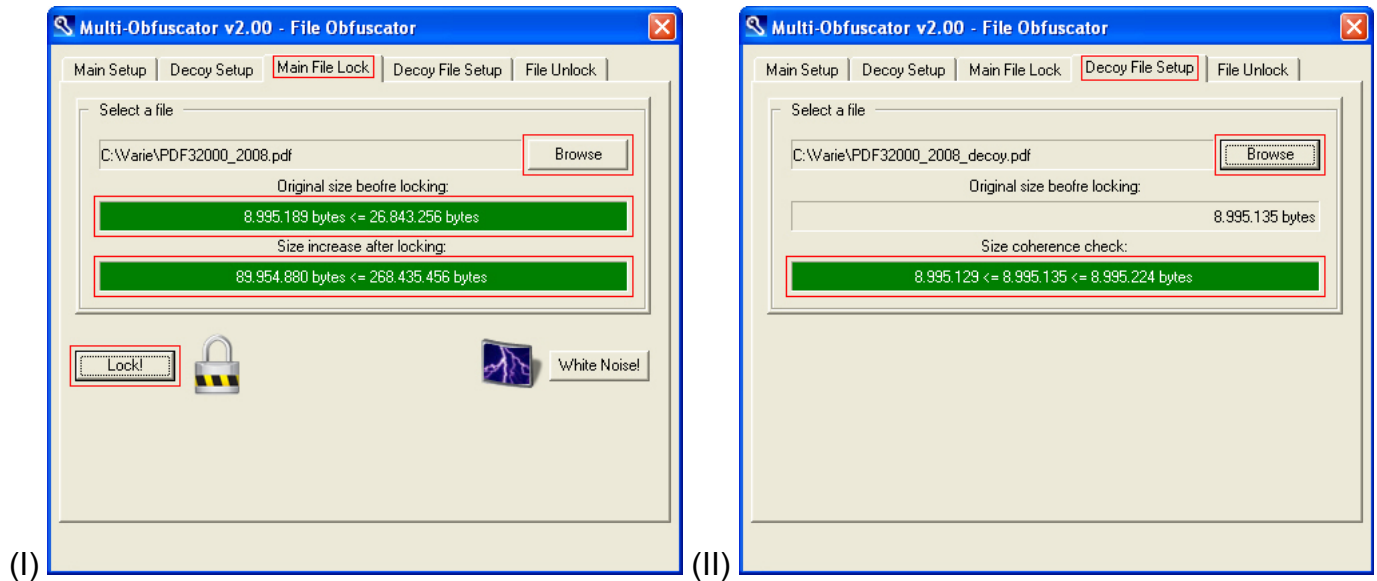 Multi-Obfuscator v2.00 - File Obfuscator
Main Setup Decoy Setup Main File Lock Decoy File Setup File Unlock
Select a file
C:\Varie\PDF32000_2008.pdf Browse
Original size beofre locking:
8.995.189 bytes <= 26.843.256 bytes
Size increase after locking:
89.954.880 bytes <= 268.435.456 bytes
Lock! White Noise!
(I)
Multi-Obfuscator v2.00 - File Obfuscator
Main Setup Decoy Setup Main File Lock Decoy File Setup File Unlock
Select a file
C:\Varie\PDF32000_2008_decoy.pdf Browse
Original size beofre locking:
8.995.135 bytes
Size coherence check:
8.995.129 <= 8.995.135 <= 8.995.224 bytes
(II)